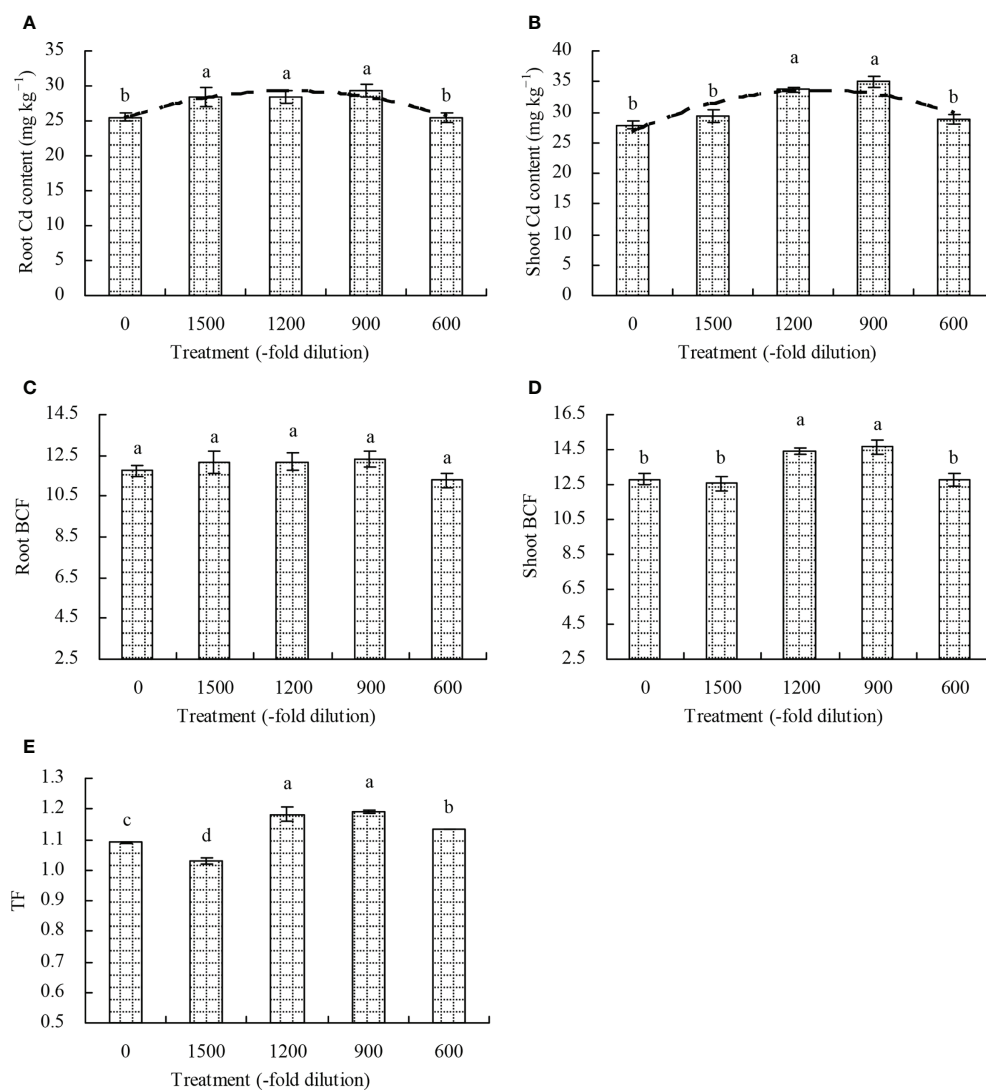 A
Root Cd content (mg kg⁻¹)
35
30
25
20
15
10
5
0
b
a
a
a
b
0 1500 1200 900 600
Treatment (-fold dilution)
B
Shoot Cd content (mg kg⁻¹)
40
35
30
25
20
15
10
5
0
b
b
a
a
b
0 1500 1200 900 600
Treatment (-fold dilution)
C
Root BCF
14.5
12.5
10.5
8.5
6.5
4.5
2.5
a
a
a
a
a
0 1500 1200 900 600
Treatment (-fold dilution)
D
Shoot BCF
16.5
14.5
12.5
10.5
8.5
6.5
4.5
2.5
b
b
a
a
b
0 1500 1200 900 600
Treatment (-fold dilution)
E
TF
1.3
1.2
1.1
1.0
0.9
0.8
0.7
0.6
0.5
c
d
a
a
b
0 1500 1200 900 600
Treatment (-fold dilution)